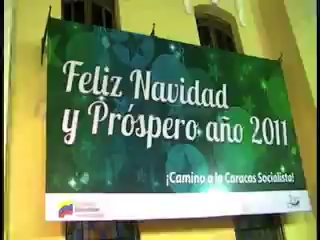 Feliz Navidad
y Próspero año 2011
¡Camino a la Caracas Socialista!